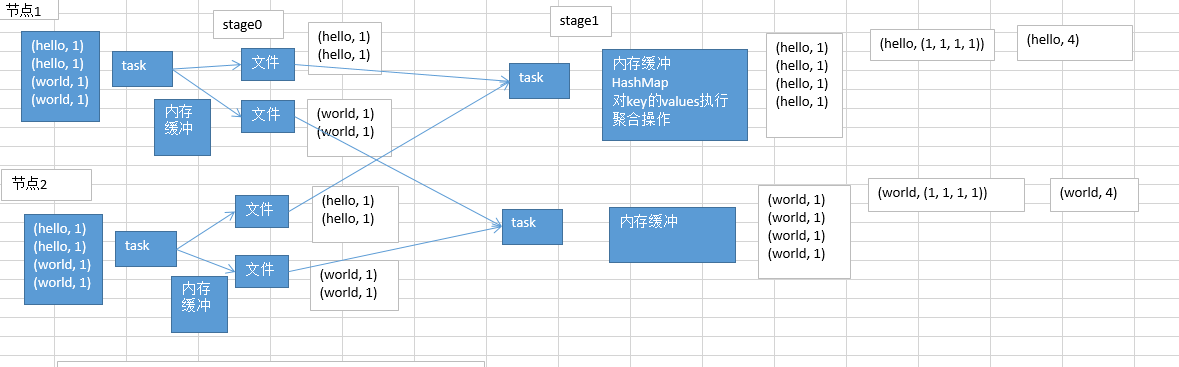 节点1
stage0
stage1
(hello, 1)
(hello, 1)
(world, 1)
(world, 1)
task
内存
缓冲
文件
文件
(hello, 1)
(hello, 1)
(world, 1)
(world, 1)
task
内存缓冲
HashMap
对key的values执行
聚合操作
(hello, 1)
(hello, 1)
(hello, 1)
(hello, 1)
(hello, (1, 1, 1, 1))
(hello, 4)
节点2
(hello, 1)
(hello, 1)
(world, 1)
(world, 1)
task
内存
缓冲
文件
文件
(hello, 1)
(hello, 1)
(world, 1)
(world, 1)
task
内存缓冲
(world, 1)
(world, 1)
(world, 1)
(world, 1)
(world, (1, 1, 1, 1))
(world, 4)